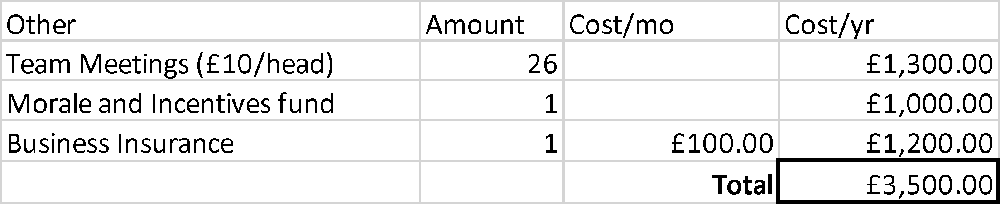 Other Amount Cost/mo Cost/yr
Team Meetings (£10/head) 26 £1,300.00
Morale and Incentives fund 1 £1,000.00
Business Insurance 1 £100.00 £1,200.00
Total £3,500.00